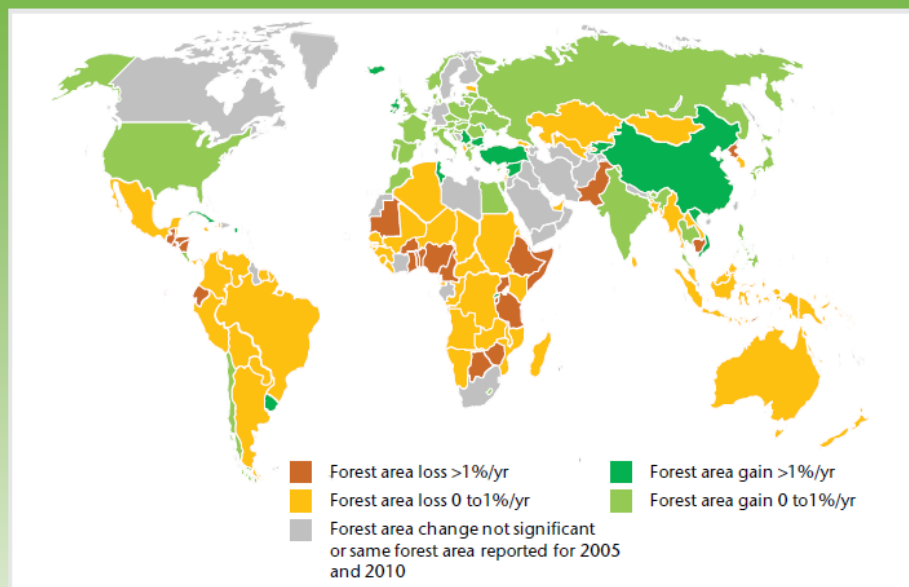 Forest area loss >1%/yr
Forest area loss 0 to1%/yr
Forest area change not significant
or same forest area reported for 2005
and 2010
Forest area gain >1%/yr
Forest area gain 0 to1%/yr